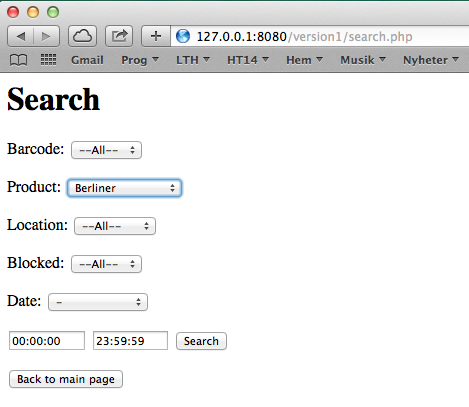 127.0.0.1:8080/version1/search.php
Gmail Prog LTH HT14 Hem Musik Nyheter
Search
Barcode: --All--
Product: Berliner
Location: --All--
Blocked: --All--
Date: -
00:00:00 23:59:59 Search
Back to main page